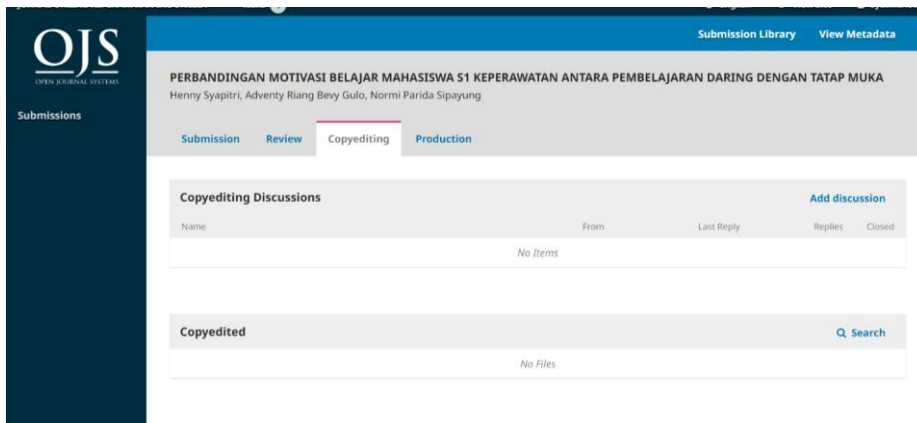 OJS
OPEN JOURNAL SYSTEMS
Submissions
Submission Library View Metadata
PERBANDINGAN MOTIVASI BELAJAR MAHASISWA S1 KEPERAWATAN ANTARA PEMBELAJARAN DARING DENGAN TATAP MUKA
Henny Syapitri, Adventy Riang Bevy Gulo, Normi Parida Sipayung
Submission Review Copyediting Production
Copyediting Discussions Add discussion
Name From Last Reply Replies Closed
No Items
Copyedited Search
No Files